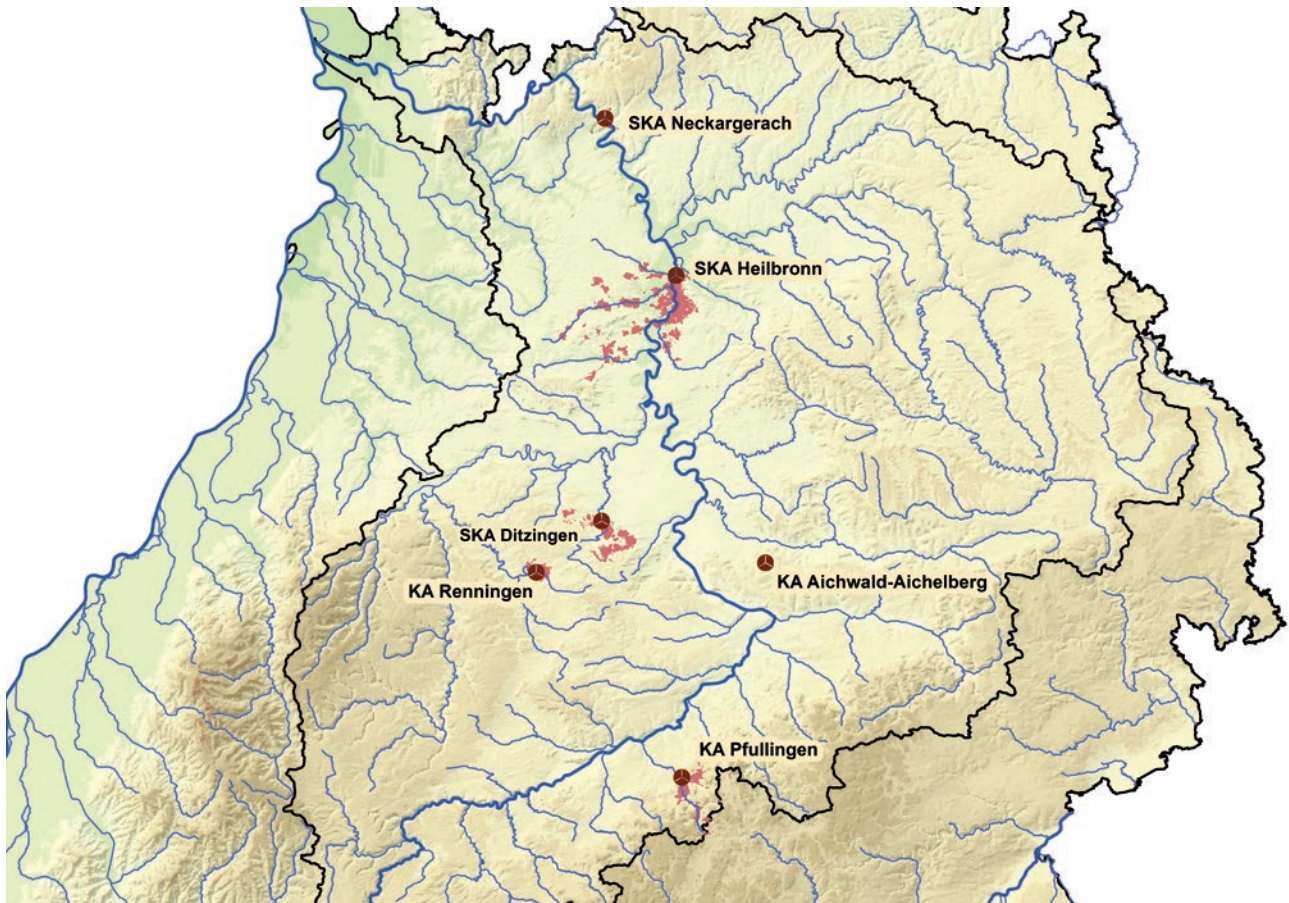 SKA Neckargerach
SKA Heilbronn
SKA Ditzingen
KA Aichwald-Aichelberg
KA Renningen
KA Pfullingen